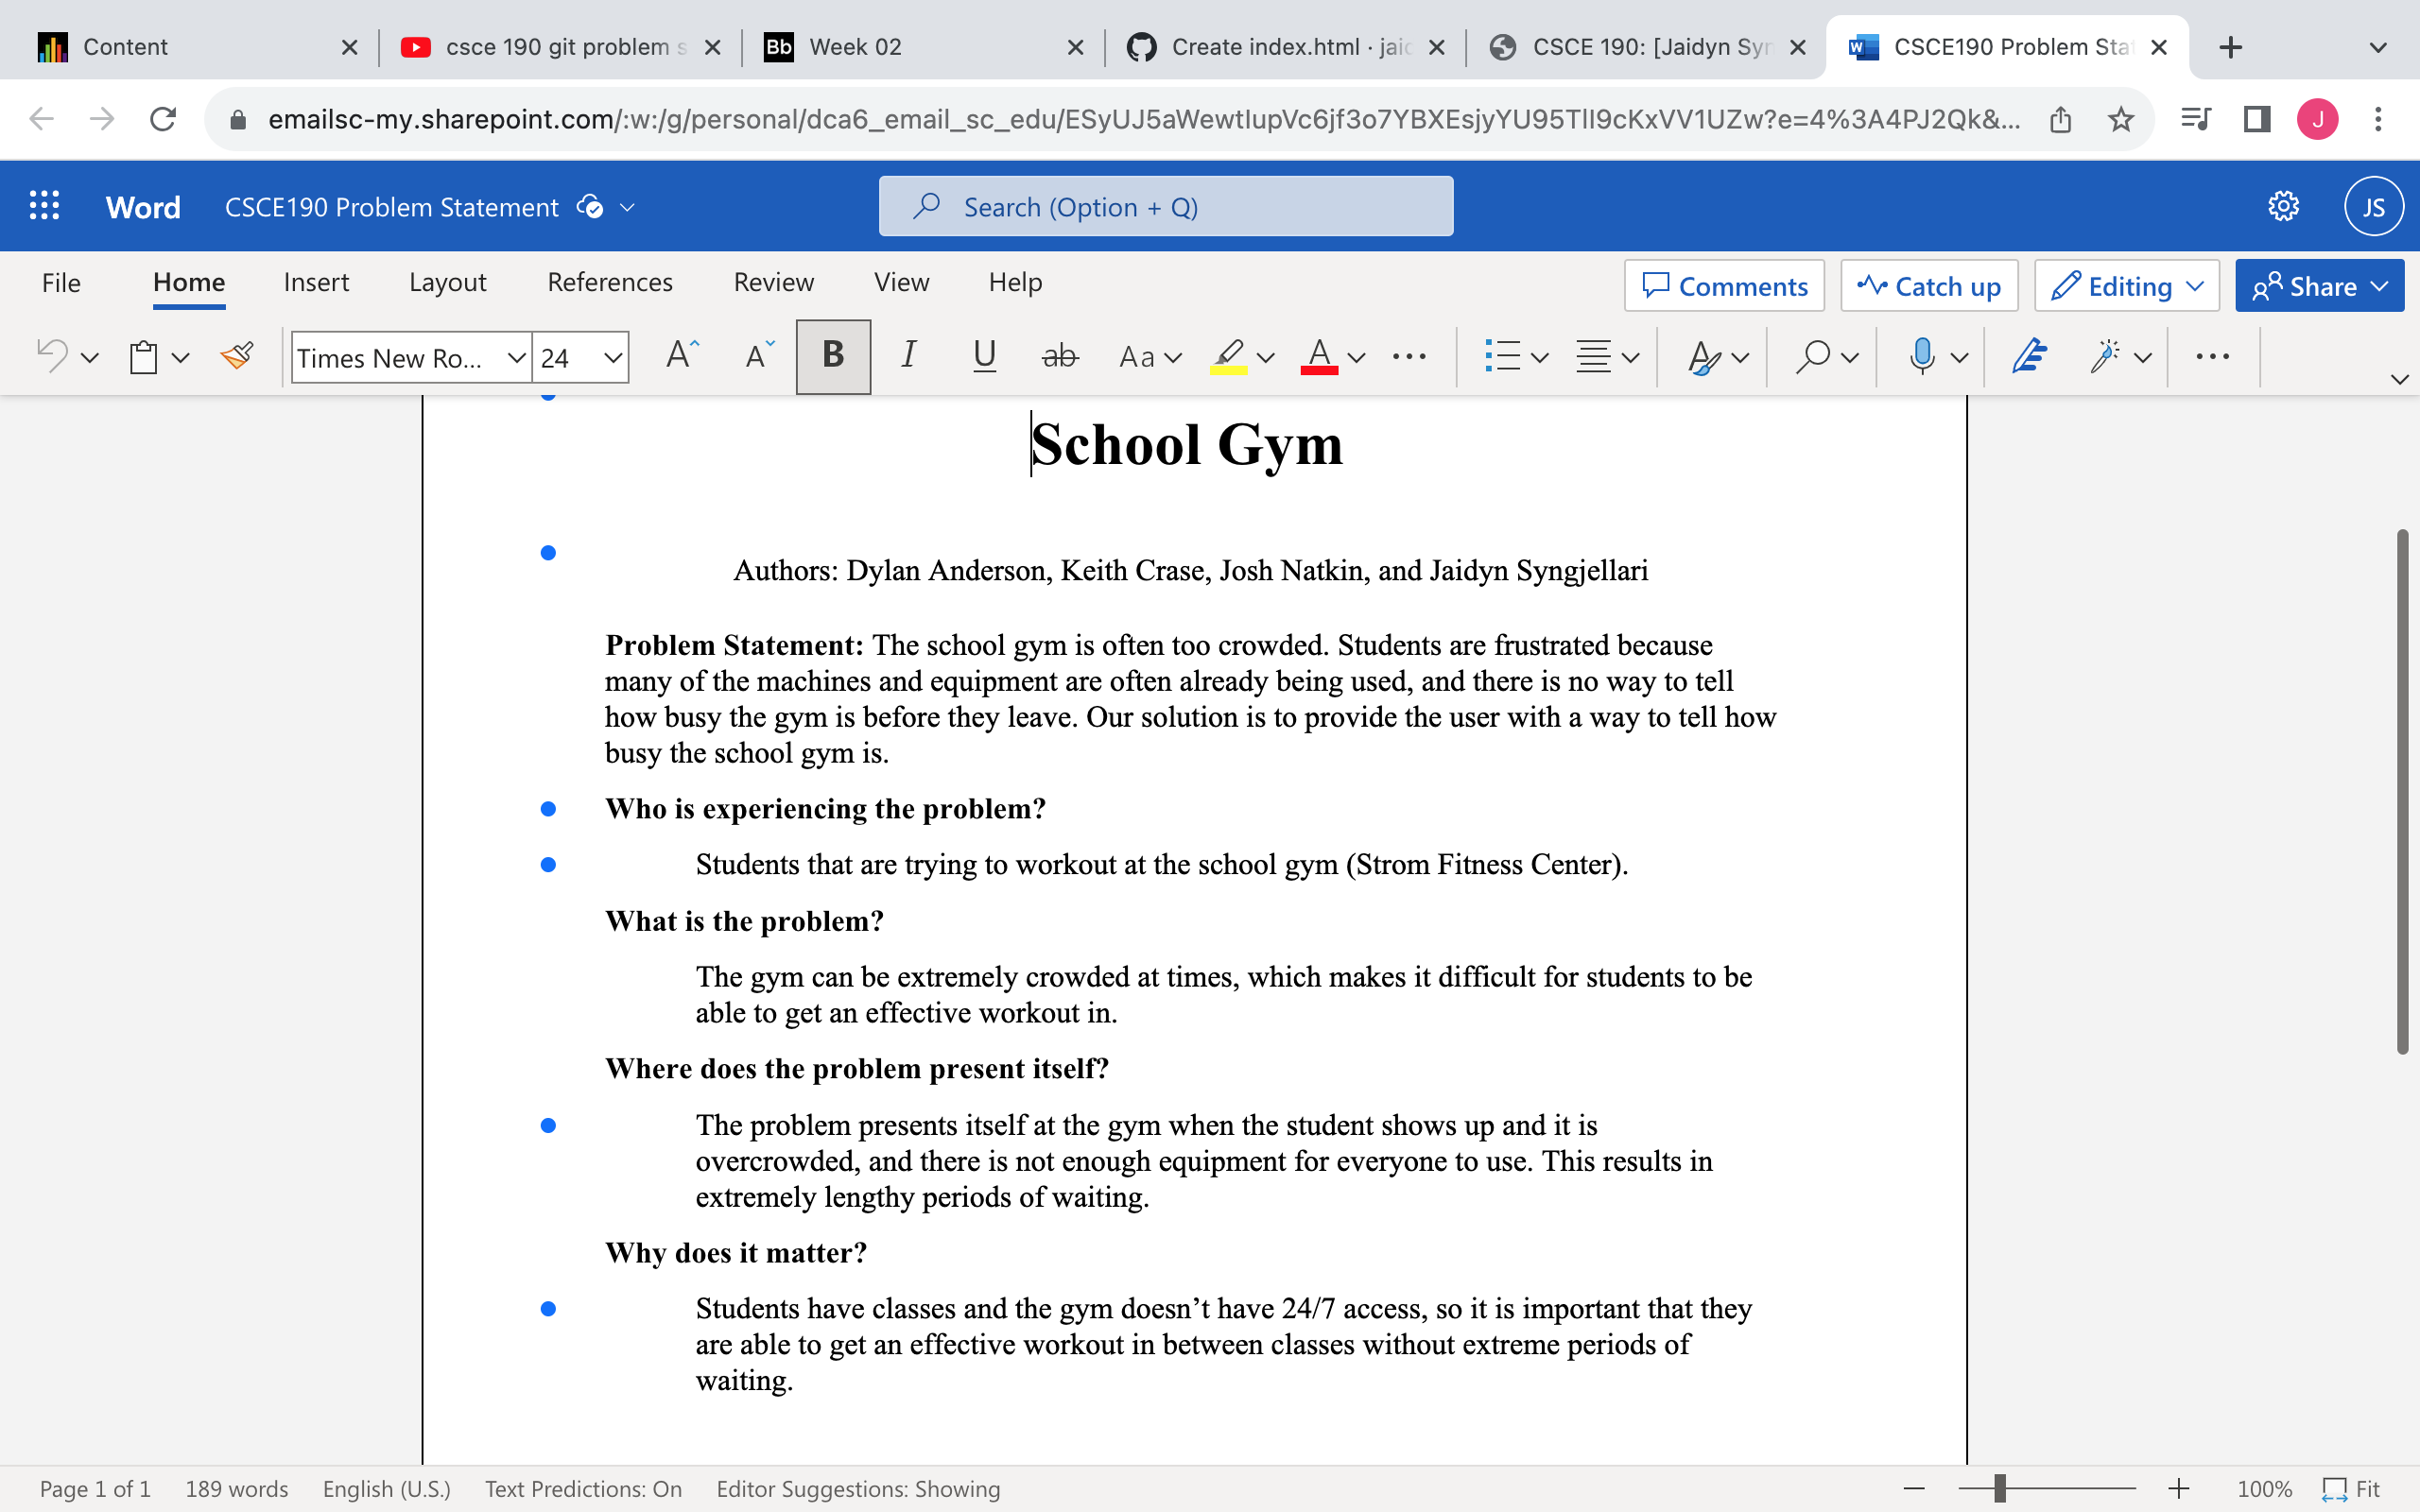 Content
csce 190 git problem s
Bb Week 02
Create index.html · jaid
CSCE 190: [Jaidyn Syn
CSCE190 Problem Stat
emailsc-my.sharepoint.com/:w:/g/personal/dca6_email_sc_edu/
J
Word CSCE190 Problem Statement
Search (Option + Q)
JS
File Home Insert Layout References Review View Help
Comments Catch up Editing Share
Times New Ro... 24 A A B I U ab Aa A
School Gym
Authors: Dylan Anderson, Keith Crase, Josh Natkin, and Jaidyn Syngjellari
Problem Statement: The school gym is often too crowded. Students are frustrated because
many of the machines and equipment are often already being used, and there is no way to tell
how busy the gym is before they leave. Our solution is to provide the user with a way to tell how
busy the school gym is.
Who is experiencing the problem?
Students that are trying to workout at the school gym (Strom Fitness Center).
What is the problem?
The gym can be extremely crowded at times, which makes it difficult for students to be
able to get an effective workout in.
Where does the problem present itself?
The problem presents itself at the gym when the student shows up and it is
overcrowded, and there is not enough equipment for everyone to use. This results in
extremely lengthy periods of waiting.
Why does it matter?
Students have classes and the gym doesn’t have 24/7 access, so it is important that they
are able to get an effective workout in between classes without extreme periods of
waiting.
Page 1 of 1 189 words English (U.S.) Text Predictions: On Editor Suggestions: Showing
100% Fit